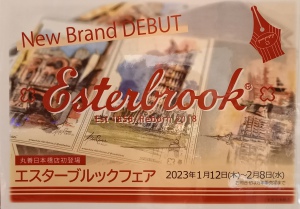 New Brand DEBUT
Esterbrook®
Est 1858/Reborn 2018
丸善日本橋店初登場
エスターブルックフェア
2023年1月12日(木)～2月8日(水)